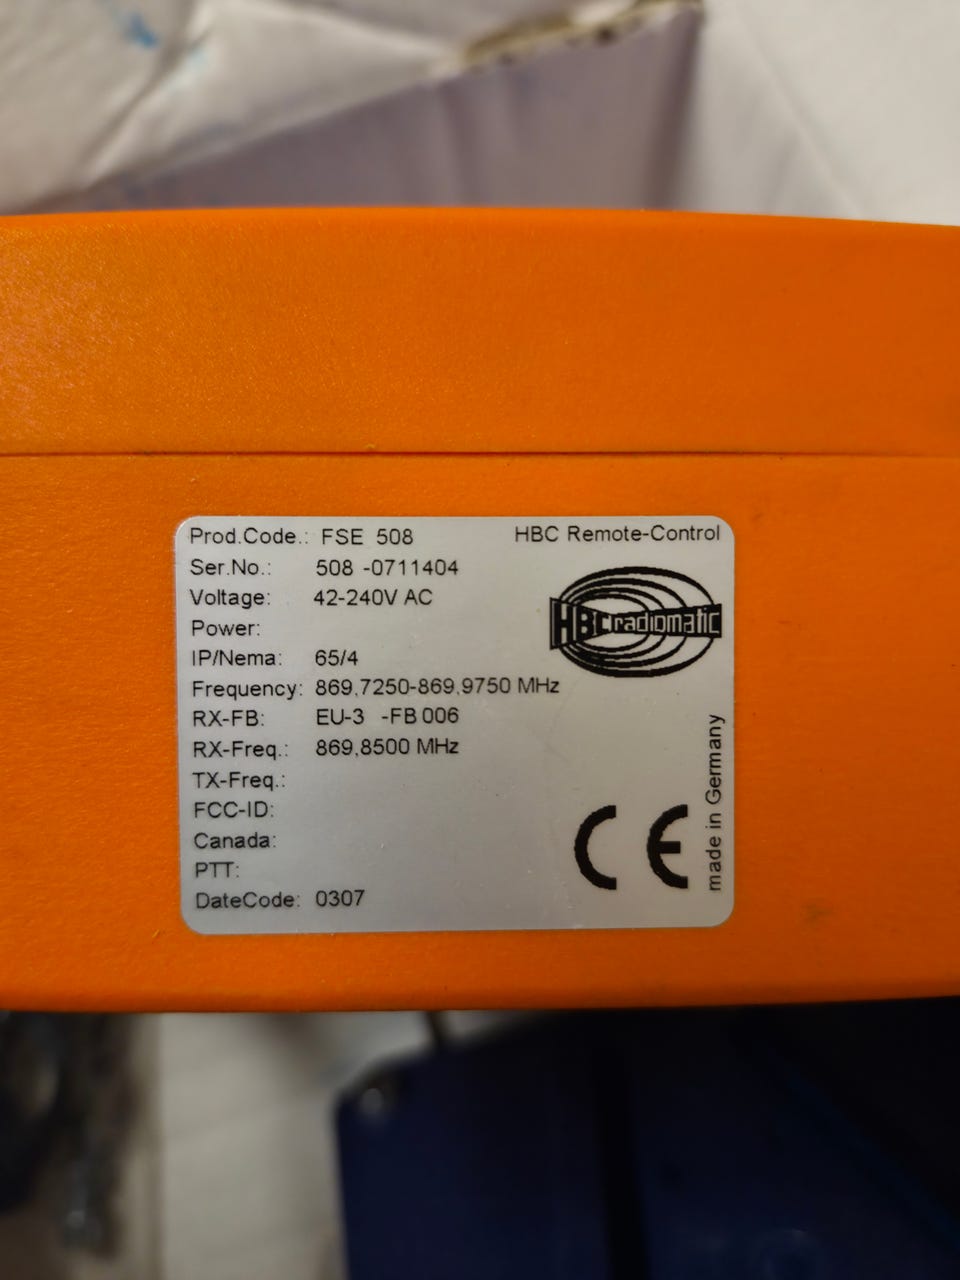 Prod.Code.: FSE 508 HBC Remote-Control
Ser.No.: 508 -0711404
Voltage: 42-240V AC
HBC radiomatic
Power:
IP/Nema: 65/4
Frequency: 869,7250-869,9750 MHz
RX-FB: EU-3 -FB 006
RX-Freq.: 869,8500 MHz
TX-Freq.:
FCC-ID:
Canada:
PTT:
DateCode: 0307
CE
made in Germany